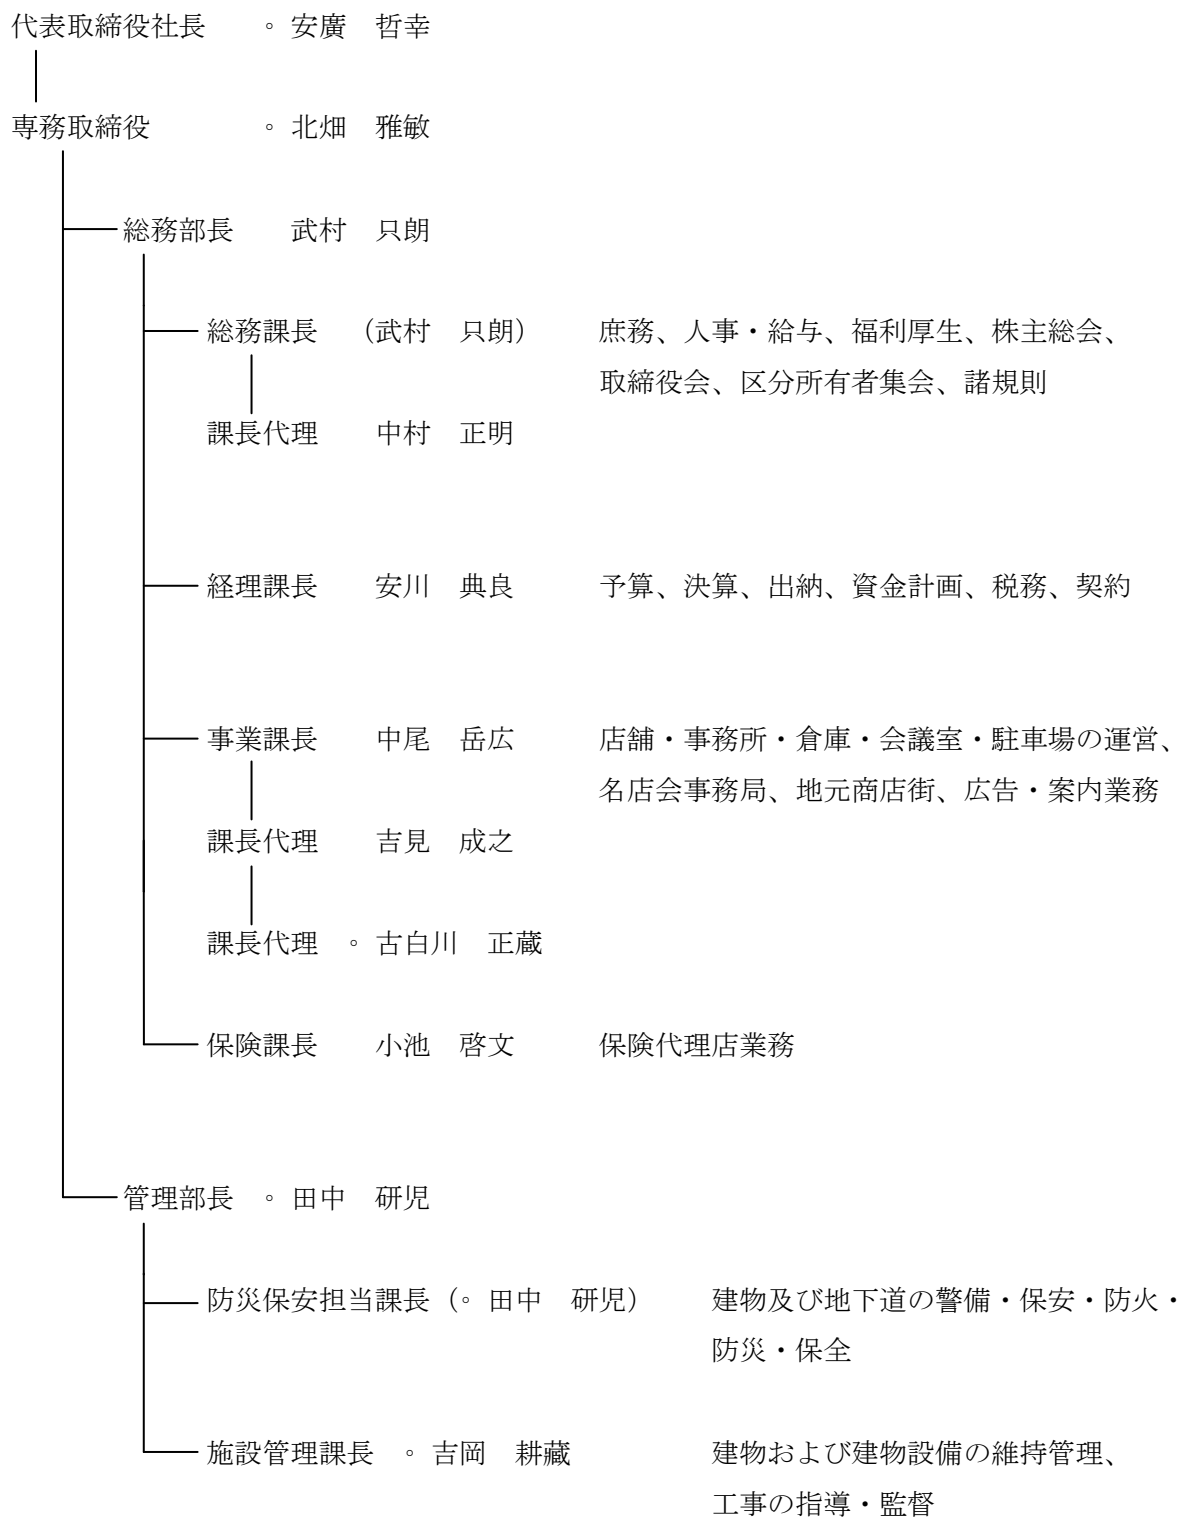 代表取締役社長　　。安廣　哲幸
専務取締役　　　　。北畑　雅敏
総務部長　　武村　只朗
総務課長　（武村　只朗）　　庶務、人事・給与、福利厚生、株主総会、
取締役会、区分所有者集会、諸規則
課長代理　　中村　正明
経理課長　　安川　典良　　　予算、決算、出納、資金計画、税務、契約
事業課長　　中尾　岳広　　　店舗・事務所・倉庫・会議室・駐車場の運営、
名店会事務局、地元商店街、広告・案内業務
課長代理　　吉見　成之
課長代理　。古白川　正蔵
保険課長　　小池　啓文　　　保険代理店業務
管理部長　。田中　研児
防災保安担当課長（。田中　研児）　　建物及び地下道の警備・保安・防火・
防災・保全
施設管理課長　。吉岡　耕藏　　　　　建物および建物設備の維持管理、
工事の指導・監督